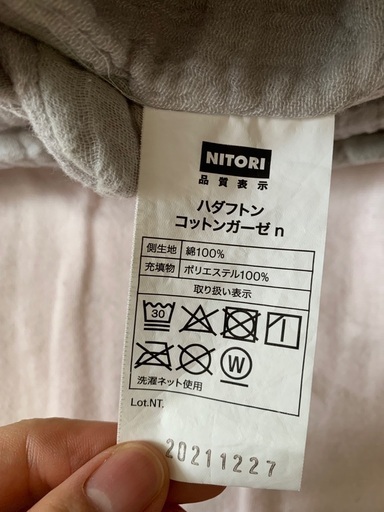 NITORI
品質表示
ハダフトン
コットンガーゼn
側生地 綿100%
充填物 ポリエステル100%
取り扱い表示
30
W
洗濯ネット使用
Lot.NT.
20211227